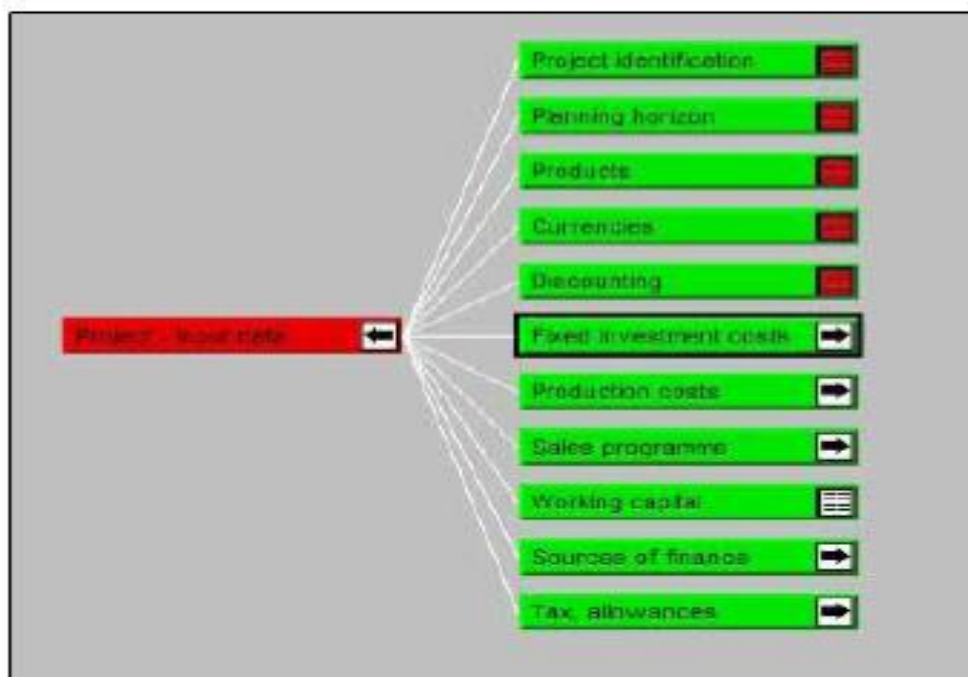 Project identification
Planning horizon
Products
Currencies
Discounting
Project - Input data
Fixed investment costs
Production costs
Sales programme
Working capital
Sources of finance
Tax, allowances